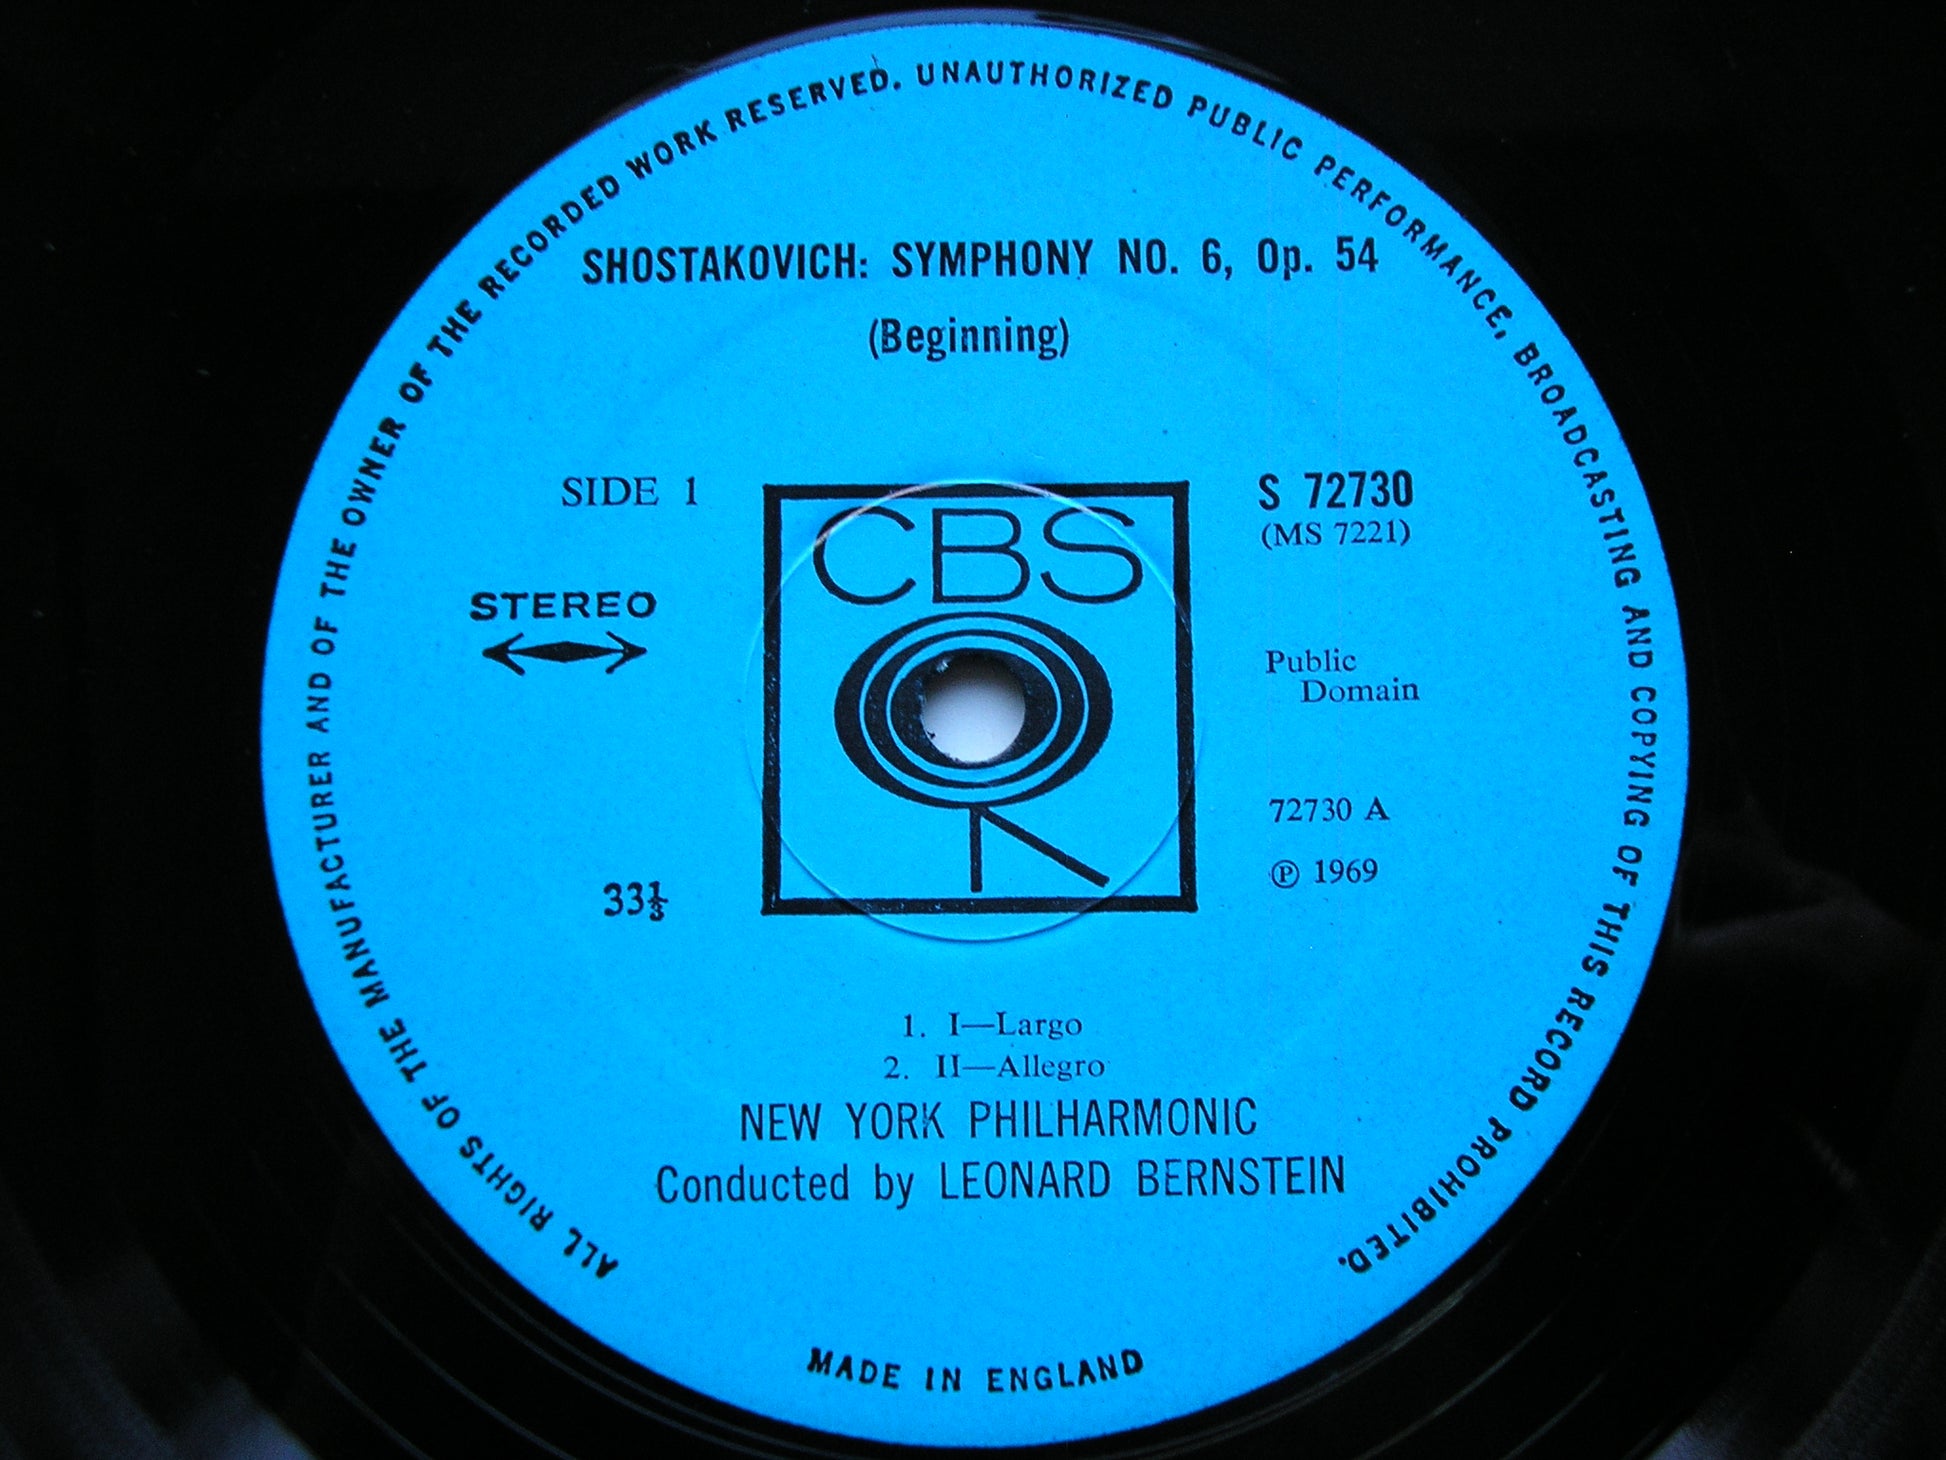 ALL RIGHTS OF THE MANUFACTURER AND OF THE OWNER OF THE RECORDED WORK RESERVED. UNAUTHORIZED PUBLIC PERFORMANCE, BROADCASTING AND COPYING OF THIS RECORD PROHIBITED.
SHOSTAKOVICH: SYMPHONY NO. 6, Op. 54
(Beginning)
SIDE 1
S 72730
(MS 7221)
CBS
STEREO
Public
Domain
72730 A
℗ 1969
33⅓
1. I—Largo
2. II—Allegro
NEW YORK PHILHARMONIC
Conducted by LEONARD BERNSTEIN
MADE IN ENGLAND